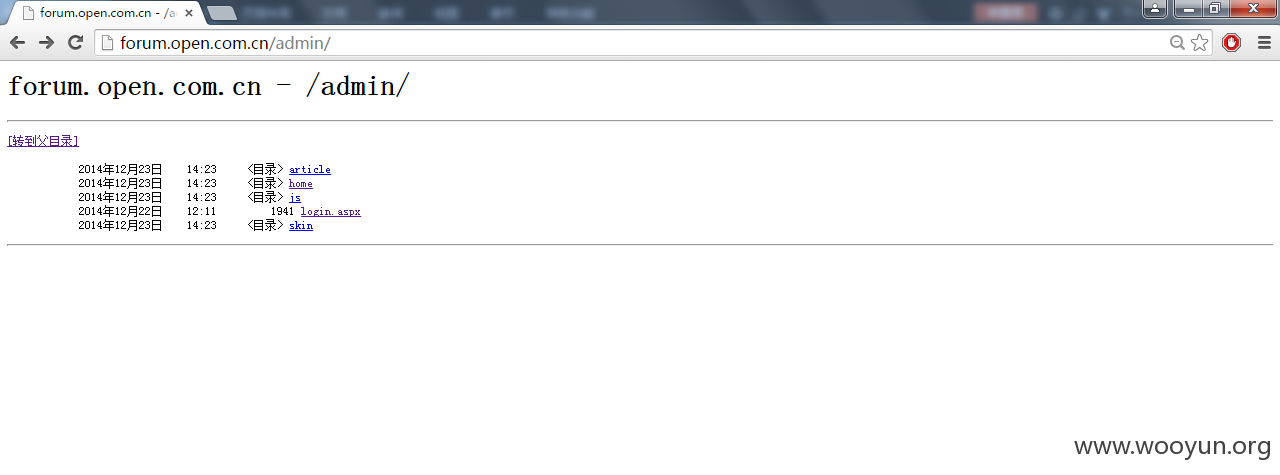 forum.open.com.cn - /a
forum.open.com.cn/admin/
forum.open.com.cn - /admin/
[转到父目录]
2014年12月23日 14:23 <目录> article
2014年12月23日 14:23 <目录> home
2014年12月23日 14:23 <目录> js
2014年12月22日 12:11 1941 login.aspx
2014年12月23日 14:23 <目录> skin
www.wooyun.org